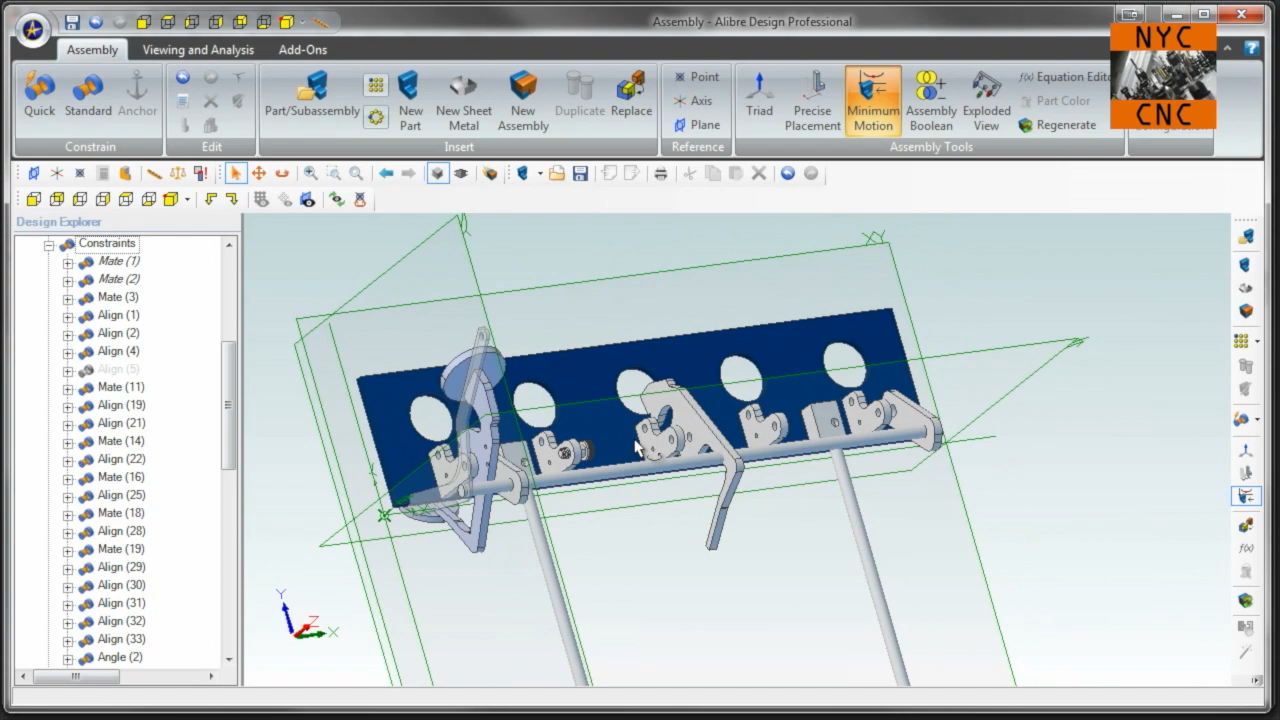 Assembly - Alibre Design Professional
NYC
CNC
Assembly
Viewing and Analysis
Add-Ons
Quick
Standard
Anchor
Constrain
Edit
Part/Subassembly
New
Part
New Sheet
Metal
New
Assembly
Duplicate
Replace
Insert
Point
Axis
Plane
Reference
Triad
Precise
Placement
Minimum
Motion
Assembly
Boolean
Exploded
View
f(x) Equation Edito
Part Color
Regenerate
Assembly Tools
Design Explorer
Constraints
Mate (1)
Mate (2)
Mate (3)
Align (1)
Align (2)
Align (4)
Align (5)
Mate (11)
Align (19)
Align (21)
Mate (14)
Align (22)
Mate (16)
Align (25)
Mate (18)
Align (28)
Mate (19)
Align (29)
Align (30)
Align (31)
Align (32)
Align (33)
Angle (2)
XY
Y
Z
X
f(x)